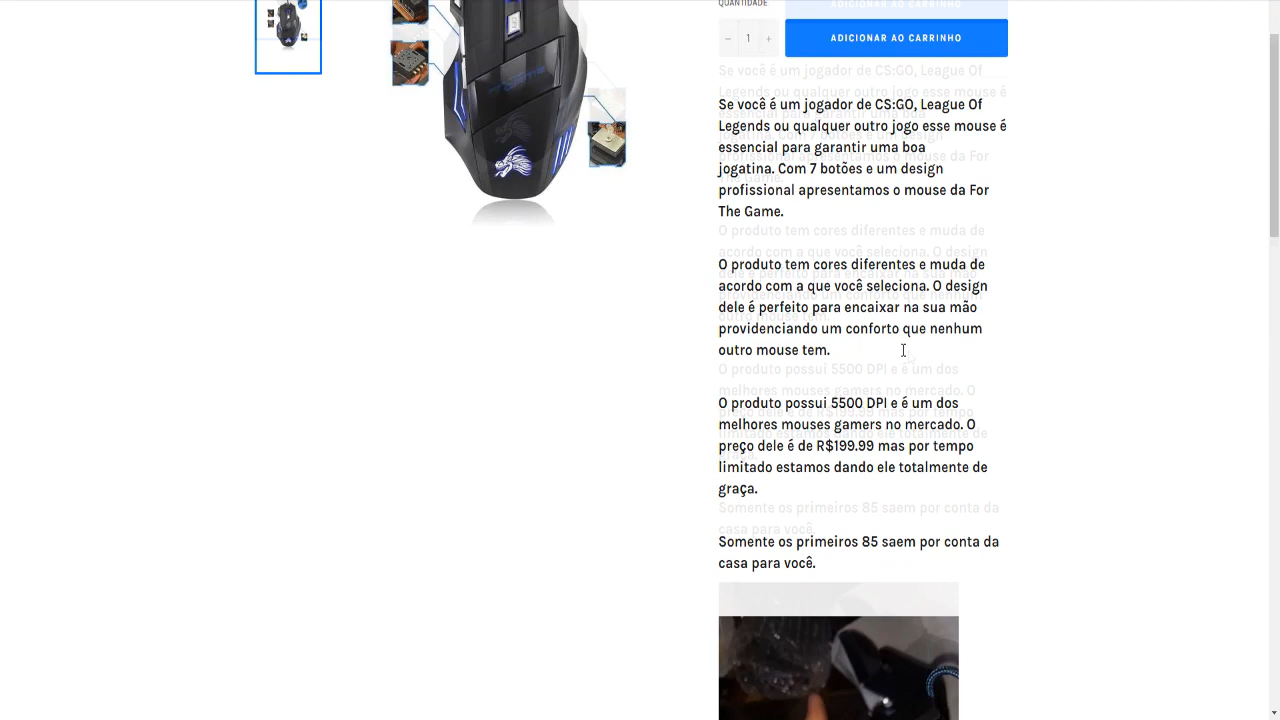 QUANTIDADE
ADICIONAR AO CARRINHO
− 1 +
ADICIONAR AO CARRINHO
Se você é um jogador de CS:GO, League Of
Legends ou qualquer outro jogo esse mouse é
essencial para garantir uma boa
jogatina. Com 7 botões e um design
profissional apresentamos o mouse da For
The Game.
O produto tem cores diferentes e muda de
acordo com a que você seleciona. O design
dele é perfeito para encaixar na sua mão
providenciando um conforto que nenhum
outro mouse tem.
O produto possui 5500 DPI e é um dos
melhores mouses gamers no mercado. O
preço dele é de R$199.99 mas por tempo
limitado estamos dando ele totalmente de
graça.
Somente os primeiros 85 saem por conta da
casa para você.